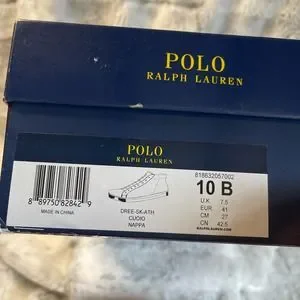 POLO
RALPH LAUREN
POLO
RALPH LAUREN
818632057002
10 B
U.K. 7.5
EUR 41
CM 27
CN 42.5
RALPHLAUREN.COM
8 89750 82842 9
MADE IN CHINA
DREE-SK-ATH
CUOIO
NAPPA